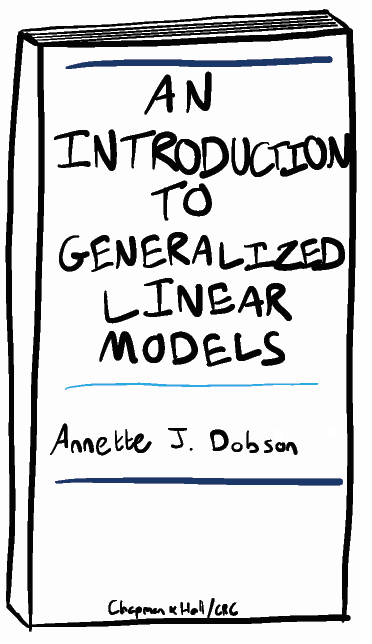 AN
INTRODUCTION
TO
GENERALIZED
LINEAR
MODELS
Annette J. Dobson
Chapman & Hall/CRC